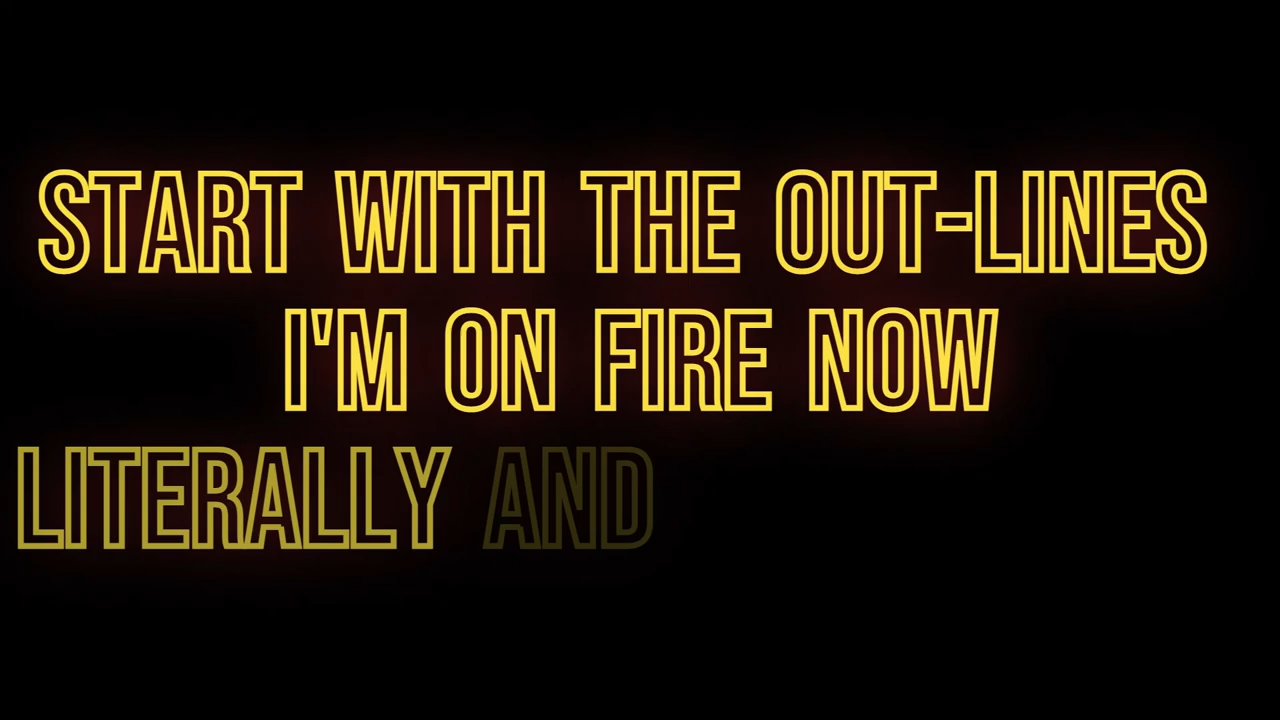 START WITH THE OUT-LINES
I'M ON FIRE NOW
LITERALLY AND